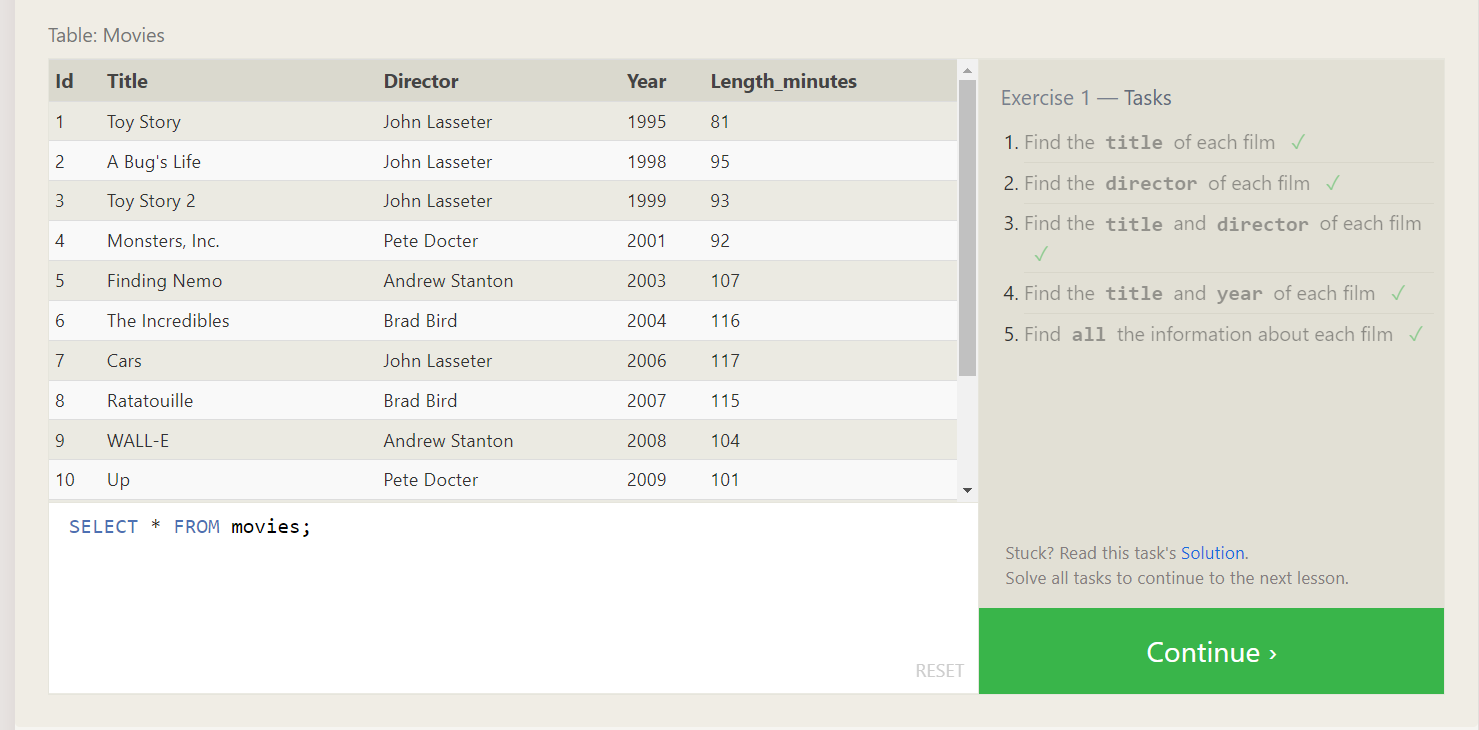 Table: Movies
Id Title Director Year Length_minutes
1 Toy Story John Lasseter 1995 81
2 A Bug's Life John Lasseter 1998 95
3 Toy Story 2 John Lasseter 1999 93
4 Monsters, Inc. Pete Docter 2001 92
5 Finding Nemo Andrew Stanton 2003 107
6 The Incredibles Brad Bird 2004 116
7 Cars John Lasseter 2006 117
8 Ratatouille Brad Bird 2007 115
9 WALL-E Andrew Stanton 2008 104
10 Up Pete Docter 2009 101
SELECT * FROM movies;
RESET
Exercise 1 — Tasks
1. Find the title of each film ✓
2. Find the director of each film ✓
3. Find the title and director of each film
✓
4. Find the title and year of each film ✓
5. Find all the information about each film ✓
Stuck? Read this task's Solution.
Solve all tasks to continue to the next lesson.
Continue ›